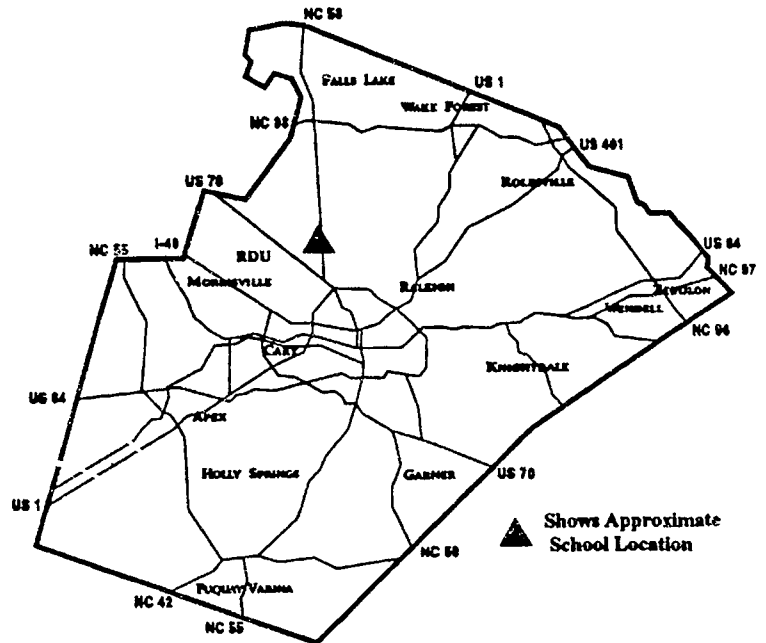 NC 50
FALLS LAKE
US 1
WAKE FOREST
NC 98
US 401
US 70
ROLESVILLE
NC 55
I-40
RDU
US 64
NC 97
MORRISVILLE
RALEIGH
ZEBULON
WENDELL
NC 96
CARY
KNIGHTDALE
US 64
APEX
HOLLY SPRINGS
GARNER
US 70
US 1
Shows Approximate
School Location
NC 50
FUQUAY VARINA
NC 42
NC 55